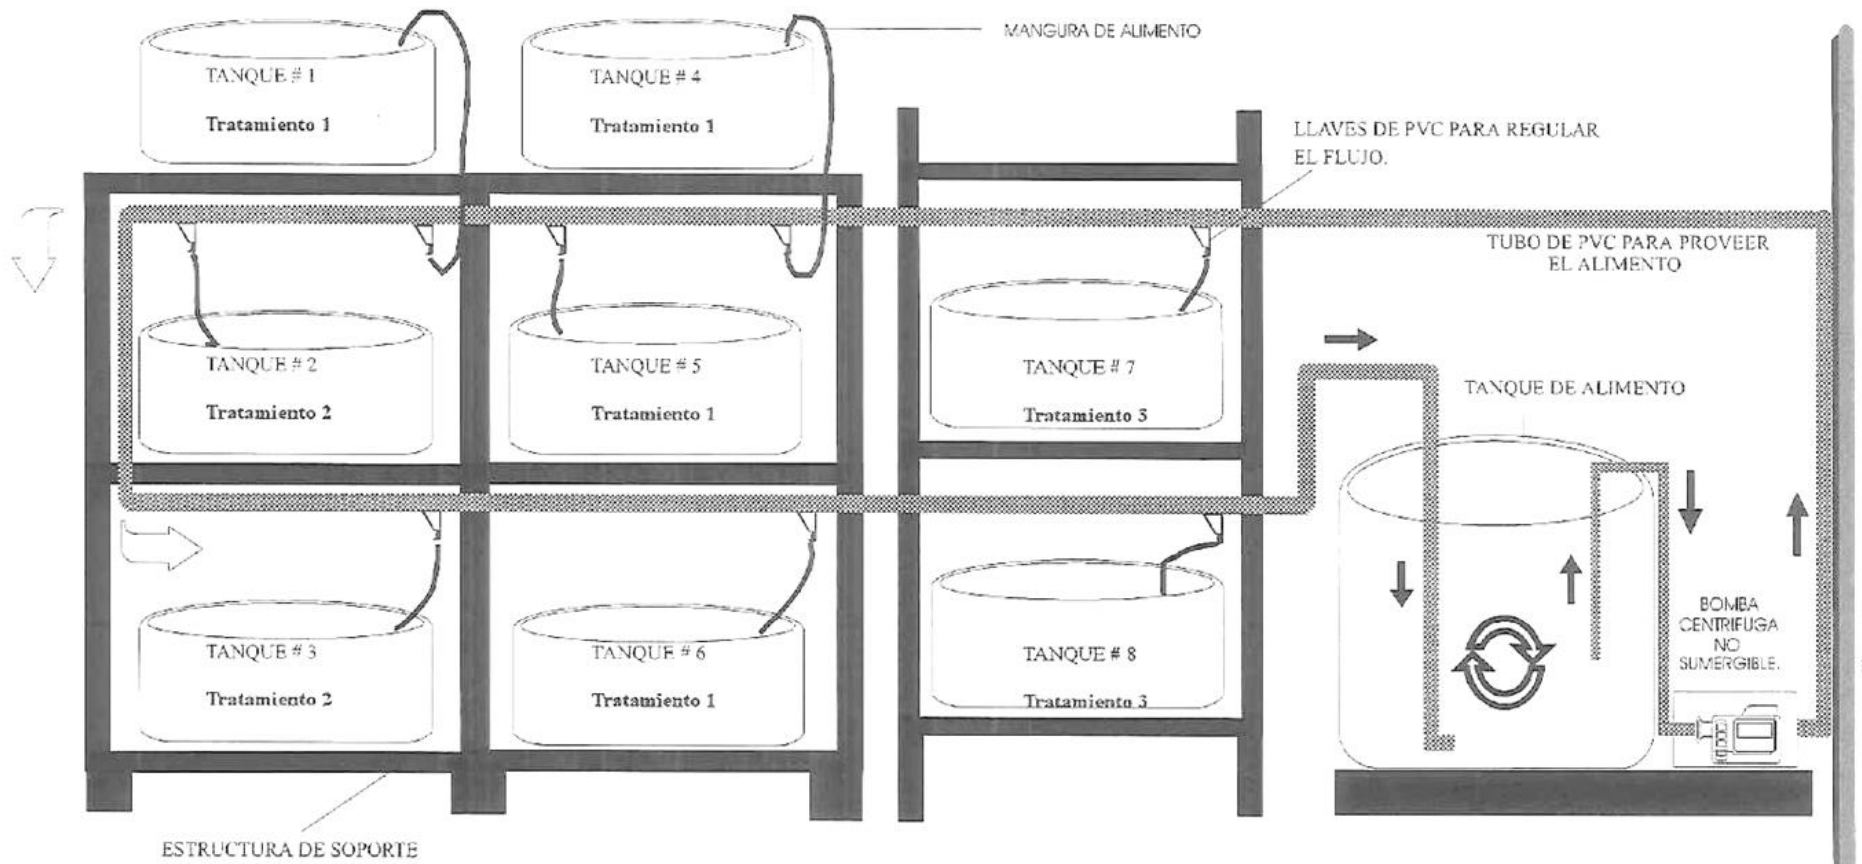 MANGURA DE ALIMENTO
TANQUE # 1
Tratamiento 1
TANQUE # 4
Tratamiento 1
LLAVES DE PVC PARA REGULAR
EL FLUJO.
TUBO DE PVC PARA PROVEER
EL ALIMENTO
TANQUE # 2
Tratamiento 2
TANQUE # 5
Tratamiento 1
TANQUE # 7
Tratamiento 3
TANQUE DE ALIMENTO
BOMBA
CENTRIFUGA
NO
SUMERGIBLE.
TANQUE # 3
Tratamiento 2
TANQUE # 6
Tratamiento 1
TANQUE # 8
Tratamiento 3
ESTRUCTURA DE SOPORTE